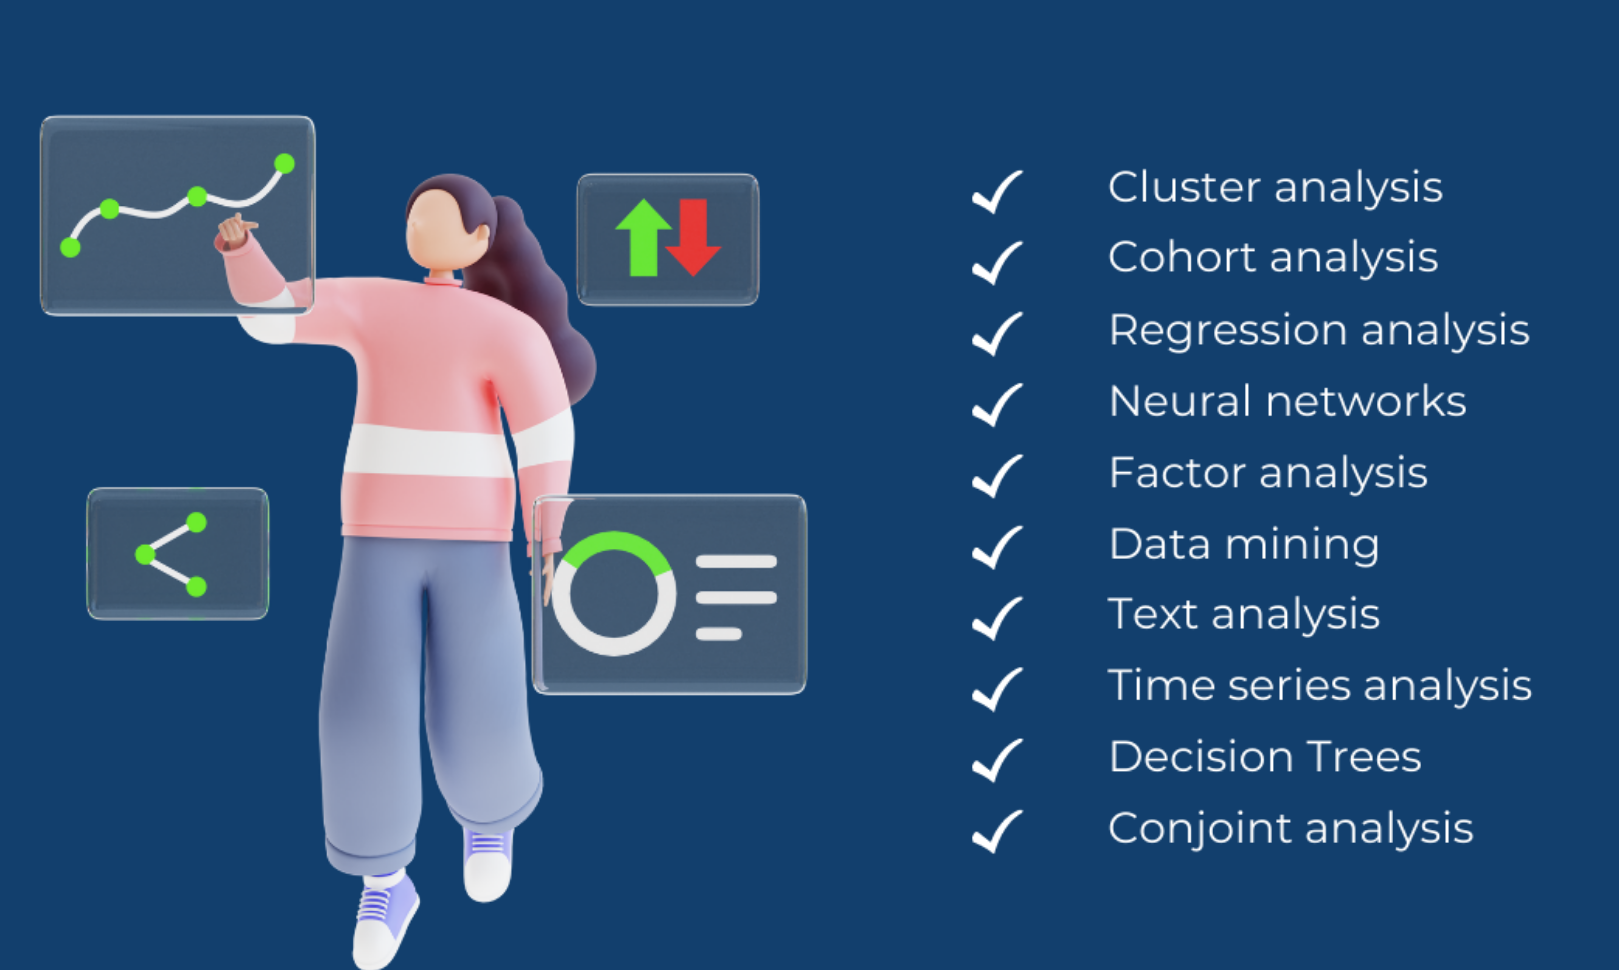 Cluster analysis
Cohort analysis
Regression analysis
Neural networks
Factor analysis
Data mining
Text analysis
Time series analysis
Decision Trees
Conjoint analysis